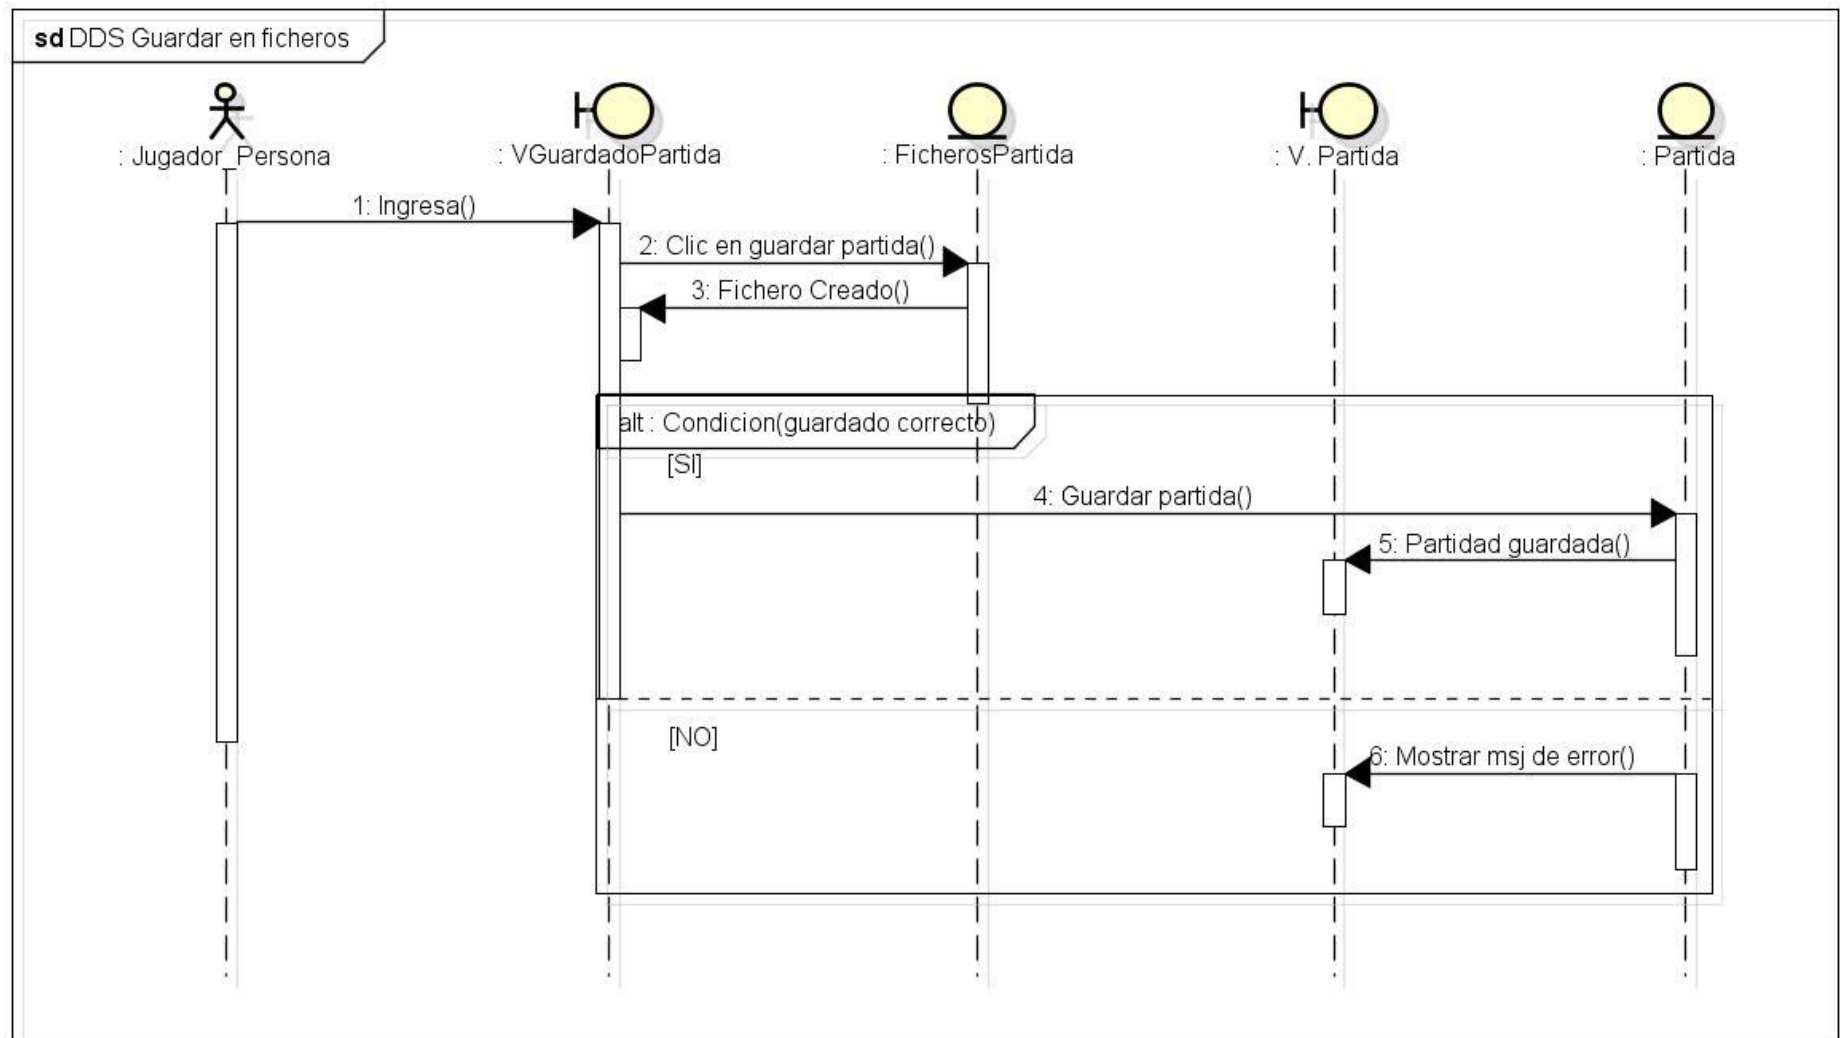 sd DDS Guardar en ficheros
: Jugador_Persona
: VGuardadoPartida
: FicherosPartida
: V. Partida
: Partida
1: Ingresa()
2: Clic en guardar partida()
3: Fichero Creado()
alt : Condicion(guardado correcto)
[SI]
4: Guardar partida()
5: Partidad guardada()
[NO]
6: Mostrar msj de error()